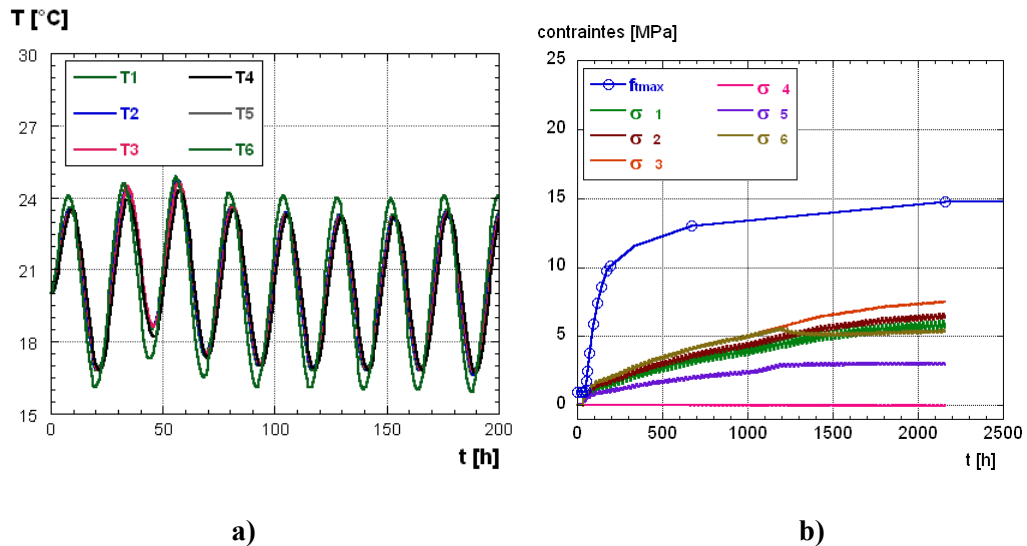 T [°C]
30
27
24
21
18
15
T1
T2
T3
T4
T5
T6
0
50
100
150
200
t [h]
a)
contraintes [MPa]
25
20
15
10
5
0
ftmax
σ 1
σ 2
σ 3
σ 4
σ 5
σ 6
0
500
1000
1500
2000
2500
t [h]
b)